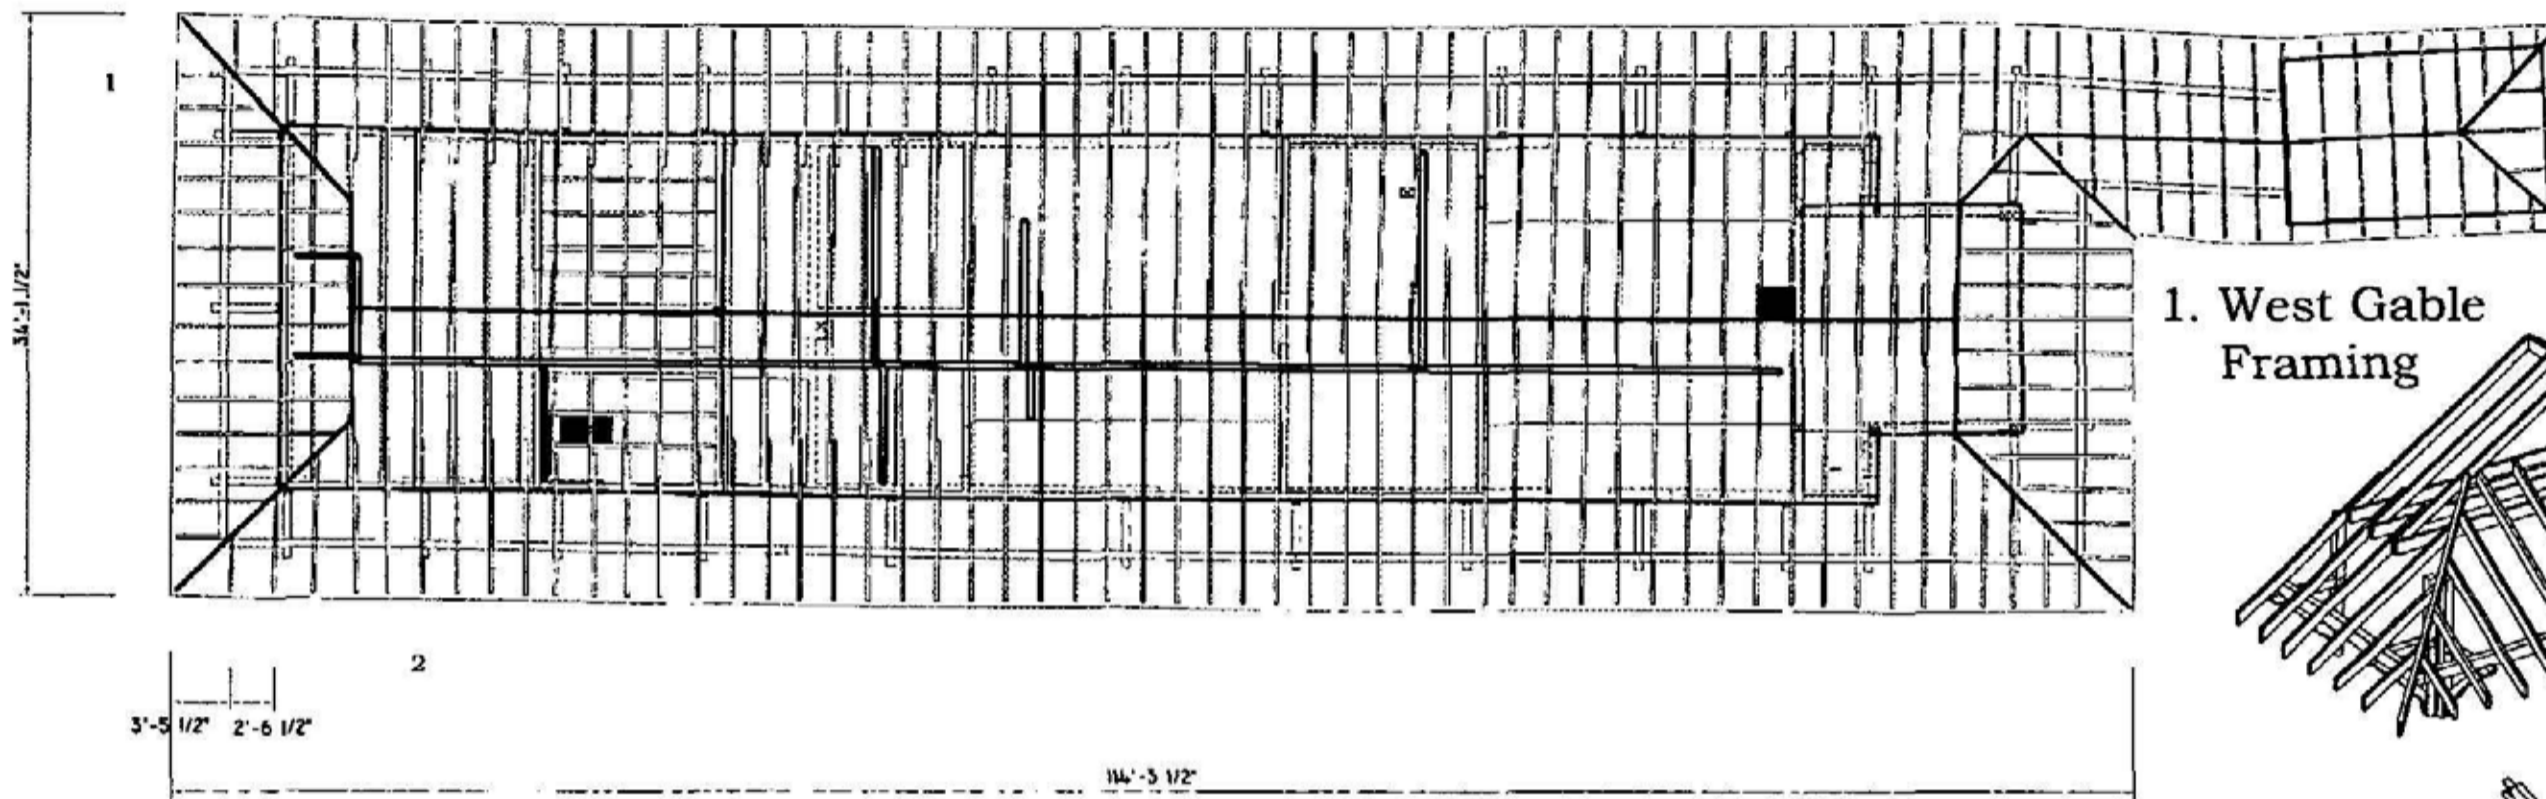 1
34'-1 1/2"
1. West Gable
Framing
2
3'-5 1/2" 2'-6 1/2"
114'-3 1/2"